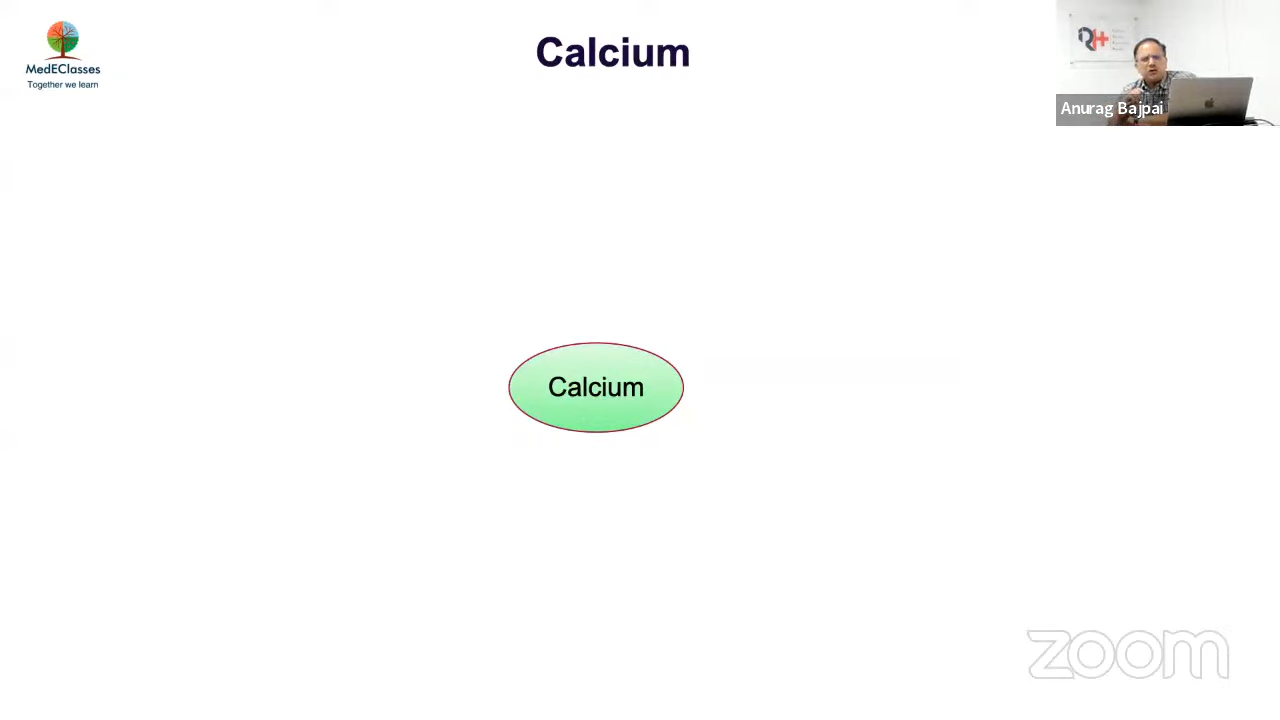 MedEClasses
Together we learn
Calcium
Anurag Bajpai
Calcium
zoom